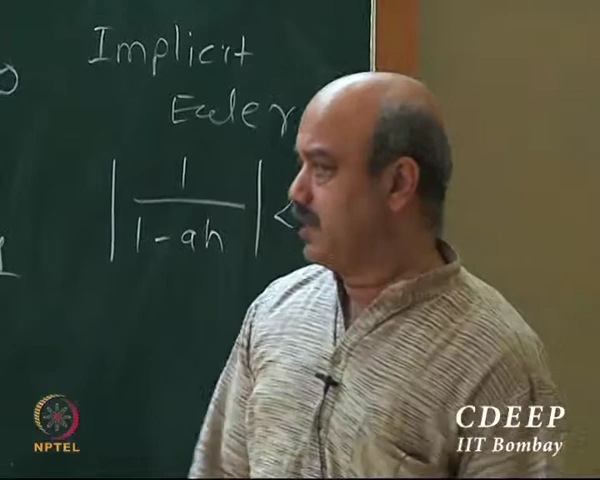 Implicit
Euler
| 1 / 1 - ah | <
NPTEL
CDEEP
IIT Bombay